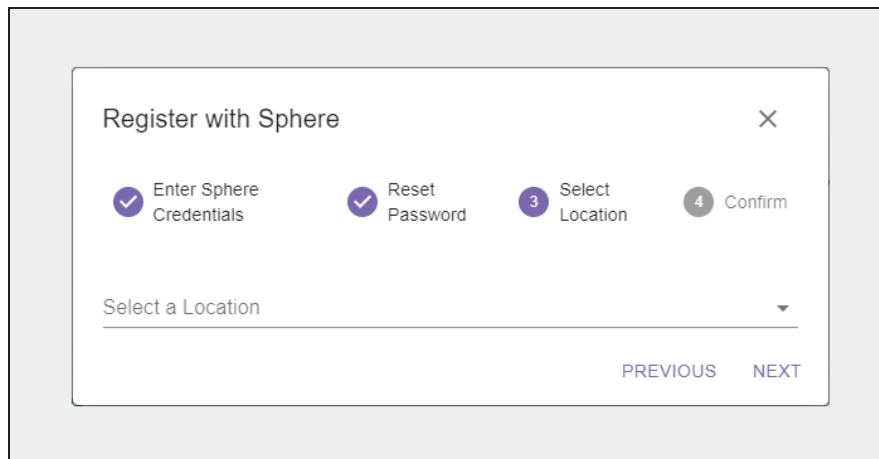 Register with Sphere
Enter Sphere
Credentials
Reset
Password
3
Select
Location
4
Confirm
Select a Location
PREVIOUS
NEXT